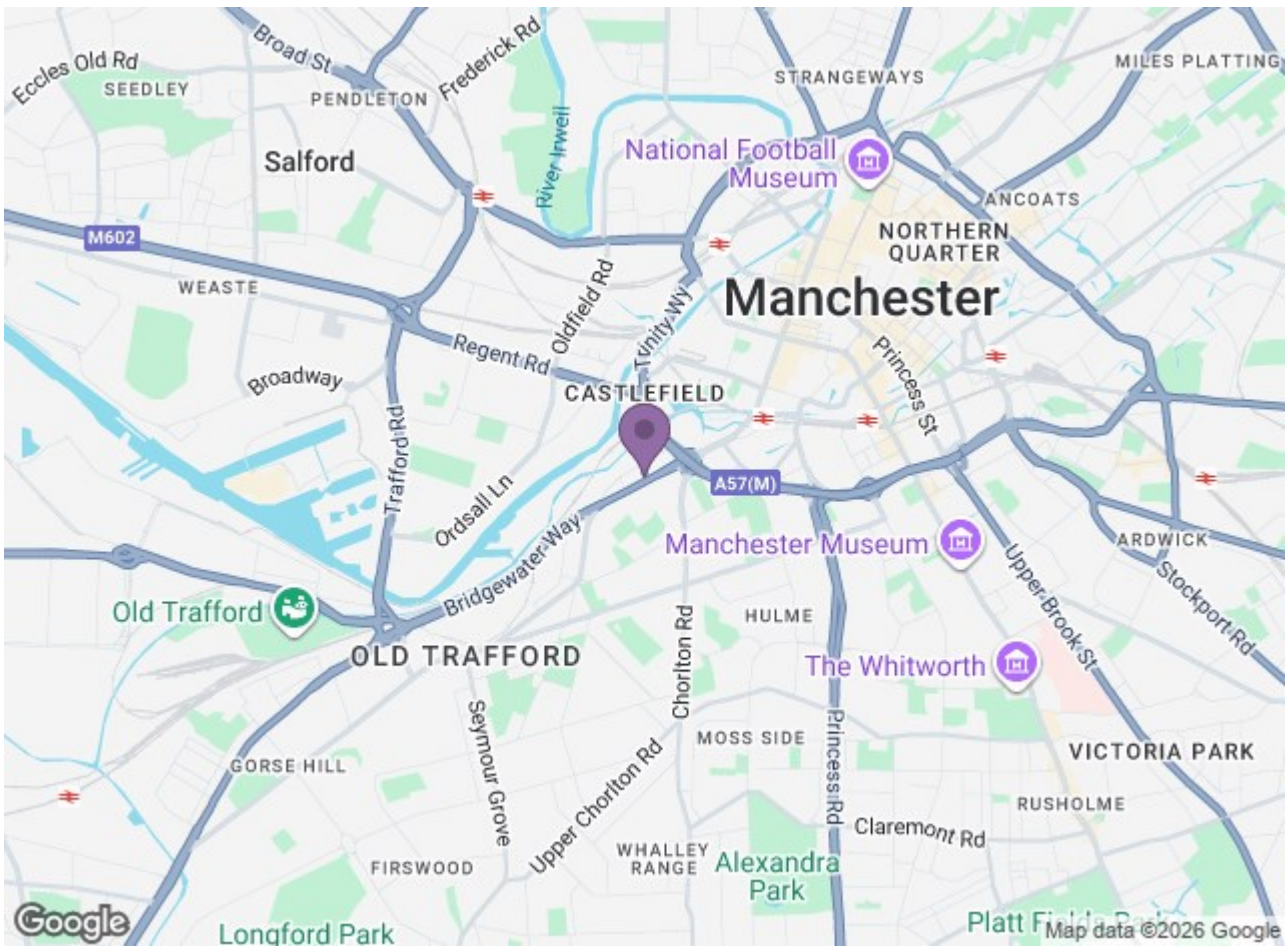 Eccles Old Rd
SEEDLEY
Broad St
PENDLETON
Frederick Rd
STRANGEWAYS
MILES PLATTING
Salford
River Irwell
National Football
Museum
ANCOATS
NORTHERN
QUARTER
M602
WEASTE
Oldfield Rd
Trinity Wy
Manchester
Regent Rd
Broadway
CASTLEFIELD
Princess St
Trafford Rd
Ordsall Ln
A57(M)
Bridgewater Way
Manchester Museum
ARDWICK
Old Trafford
Chorlton Rd
HULME
Upper Brook St
Stockport Rd
OLD TRAFFORD
The Whitworth
Seymour Grove
Upper Chorlton Rd
MOSS SIDE
Princess Rd
VICTORIA PARK
GORSE HILL
RUSHOLME
Claremont Rd
FIRSWOOD
WHALLEY
RANGE
Alexandra
Park
Google
Longford Park
Platt Fields Park
Map data ©2026 Google